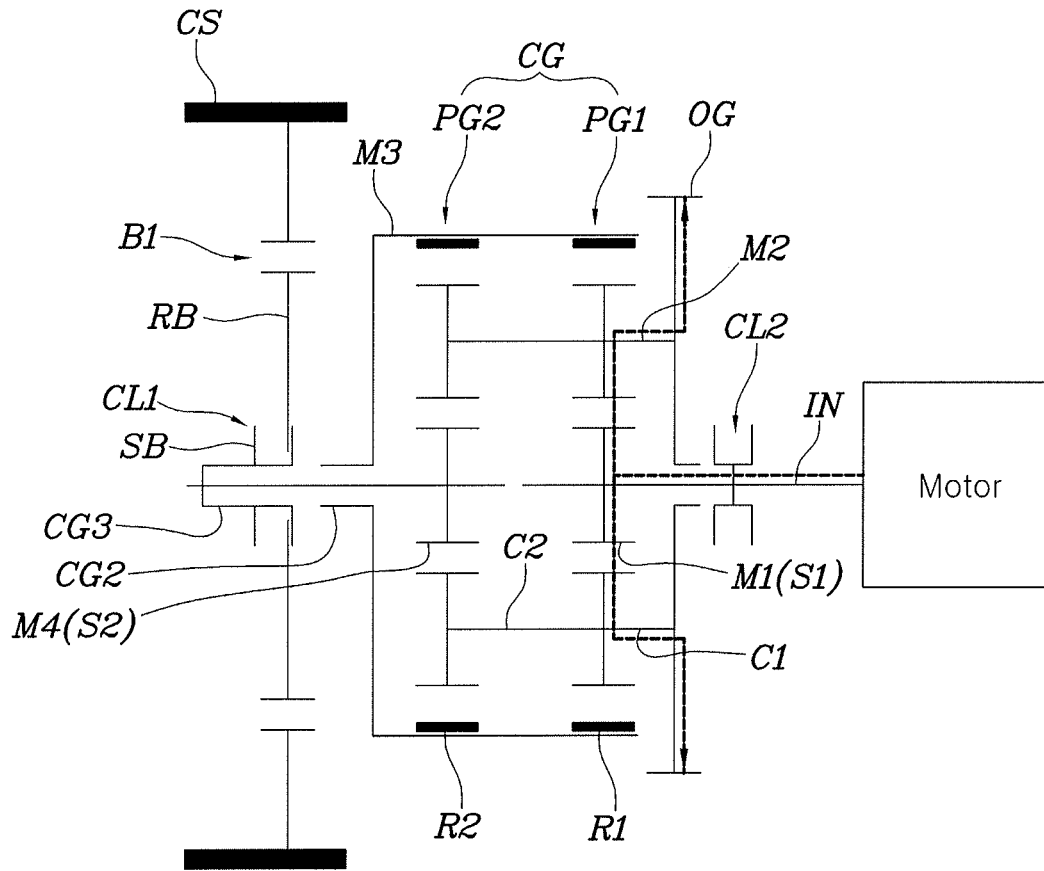 CS
CG
PG2
PG1
OG
M3
B1
M2
RB
CL2
CL1
IN
SB
Motor
CG3
C2
CG2
M1(S1)
M4(S2)
C1
R2
R1